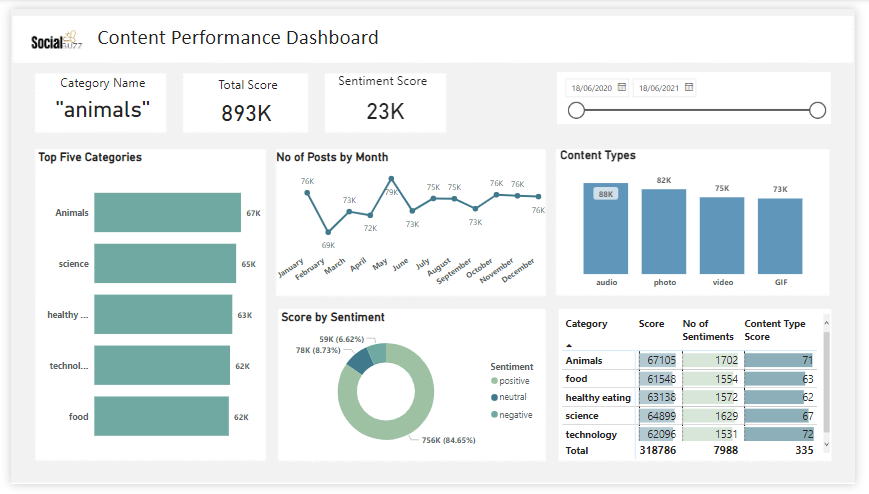 Social
BUZZ
Content Performance Dashboard
Category Name
"animals"
Total Score
893K
Sentiment Score
23K
18/06/2020
18/06/2021
Top Five Categories
Animals
67K
science
65K
healthy ...
63K
technol...
62K
food
62K
No of Posts by Month
76K
69K
73K
72K
79K
73K
75K
75K
73K
76K
76K
76K
January
February
March
April
May
June
July
August
September
October
November
December
Content Types
88K
82K
75K
73K
audio
photo
video
GIF
Score by Sentiment
59K (6.62%)
78K (8.73%)
756K (84.65%)
Sentiment
positive
neutral
negative
Category Score No of Sentiments Content Type Score
Animals 67105 1702 71
food 61548 1554 63
healthy eating 63138 1572 62
science 64899 1629 67
technology 62096 1531 72
Total 318786 7988 335